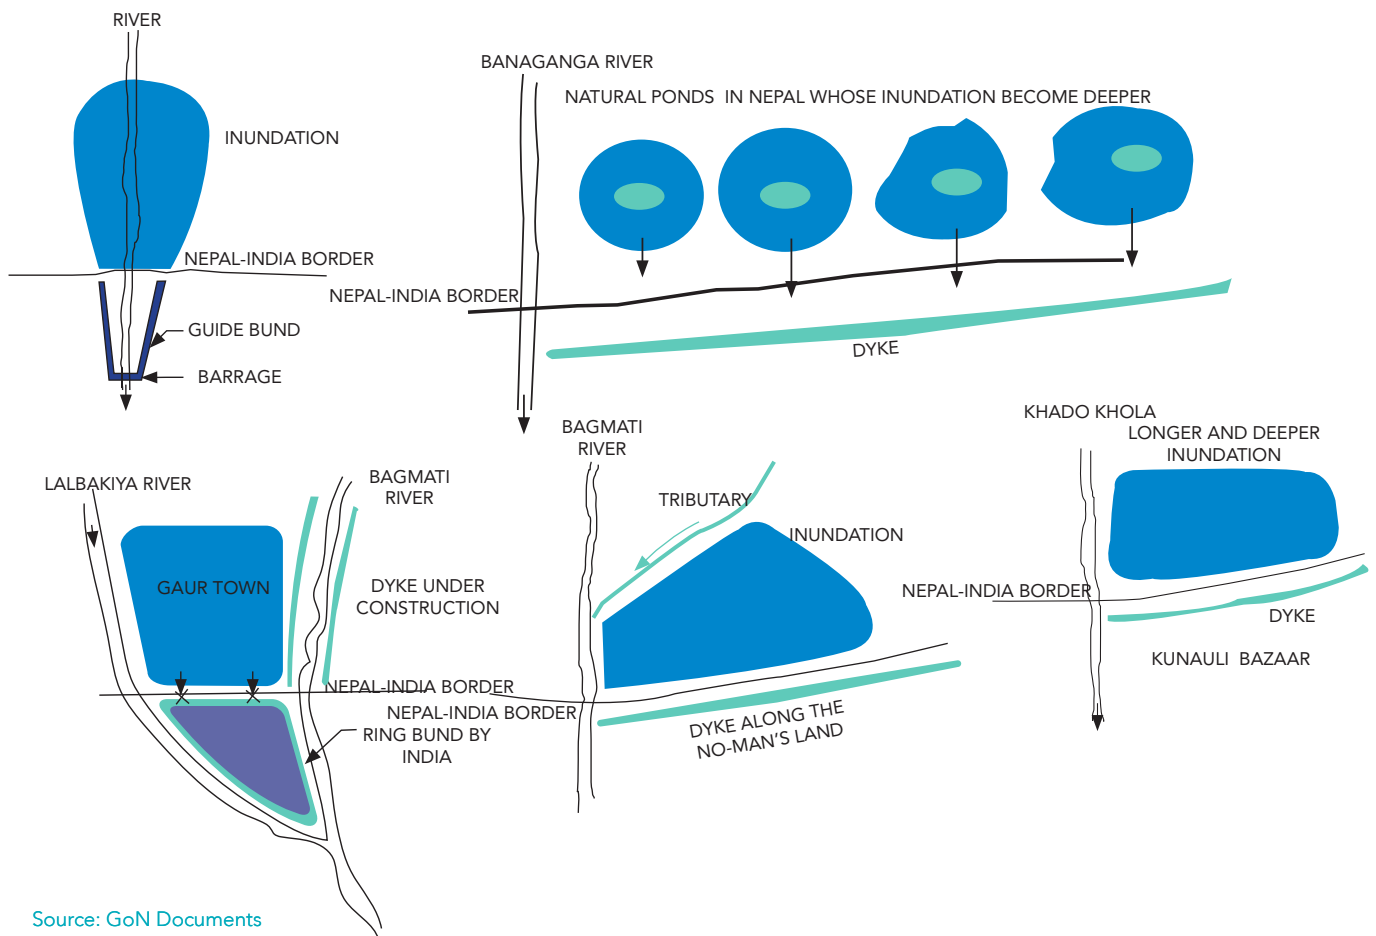 RIVER
INUNDATION
NEPAL-INDIA BORDER
GUIDE BUND
BARRAGE
BANAGANGA RIVER
NATURAL PONDS IN NEPAL WHOSE INUNDATION BECOME DEEPER
NEPAL-INDIA BORDER
DYKE
LALBAKIYA RIVER
BAGMATI
RIVER
GAUR TOWN
DYKE UNDER
CONSTRUCTION
NEPAL-INDIA BORDER
RING BUND BY
INDIA
BAGMATI
RIVER
TRIBUTARY
INUNDATION
NEPAL-INDIA BORDER
DYKE ALONG THE
NO-MAN'S LAND
KHADO KHOLA
LONGER AND DEEPER
INUNDATION
NEPAL-INDIA BORDER
DYKE
KUNAULI BAZAAR
Source: GoN Documents